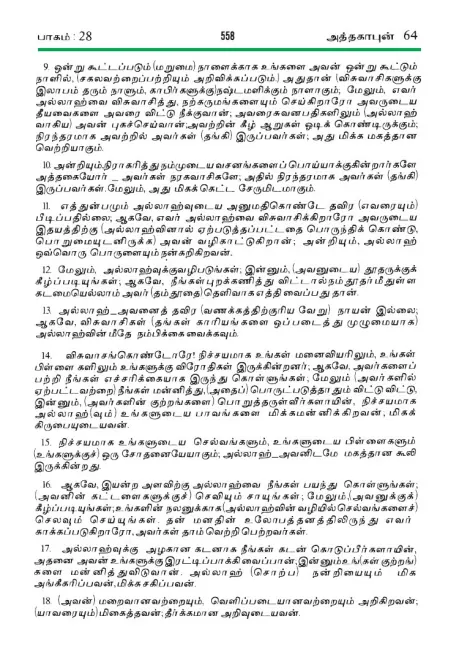 பாகம் : 28
558
அத்தகாபுன் 64
9. ஒன்று கூட்டப்படும் (மறுமை) நாளைக்காக உங்களை அவன் ஒன்று கூட்டும்
நாளில், (சகலவற்றைப்பற்றியும் அறிவிக்கப்படும்.) அதுதான் (விசுவாசிகளுக்கு
இலாபம் தரும் நாளும், காபிர்களுக்கு)நஷ்டமளிக்கும் நாளாகும்; மேலும், எவர்
அல்லாஹ்வை விசுவாசித்து, நற்கருமங்களையும் செய்கிறாரோ அவருடைய
தீயவைகளை அவரை விட்டு நீக்குவான்; அவரைசுவனபதிகளிலும் (அல்லாஹ்
வாகிய) அவன் புகச்செய்வான்;அவற்றின் கீழ் ஆறுகள் ஓடிக் கொண்டிருக்கும்;
நிரந்தரமாக அவற்றில் அவர்கள் (தங்கி) இருப்பவர்கள்; அது மிக்க மகத்தான
வெற்றியாகும்.
10. அன்றியும்,நிராகரித்து,நம்முடையவசனங்களைப்பொய்யாக்குகின்றார்களே
அத்தகையோர் _ அவர்கள் நரகவாசிகளே; அதில் நிரந்தரமாக அவர்கள் (தங்கி)
இருப்பவர்கள்.மேலும், அது மிகக்கெட்ட சேருமிடமாகும்.
11. எத்துன்பமும் அல்லாஹ்வுடைய அனுமதிகொண்டே தவிர (எவரையும்)
பீடிப்பதில்லை; ஆகவே, எவர் அல்லாஹ்வை விசுவாசிக்கிறாரோ அவருடைய
இதயத்திற்கு (அல்லாஹ்வினால் ஏற்படுத்தப்பட்டதை பொருந்திக் கொண்டு,
பொறுமையுடனிருக்க) அவன் வழிகாட்டுகிறான்; அன்றியும், அல்லாஹ்
ஒவ்வொரு பொருளையும்நன்கறிகிறவன்.
12. மேலும், அல்லாஹ்வுக்குவழிபடுங்கள்; இன்னும், (அவனுடைய) தூதருக்குக்
கீழ்ப்படியுங்கள்; ஆகவே, நீங்கள்புறக்கணித்து விட்டால்நம்தூதர்மீதுள்ள
கடமையெல்லாம் அவர் (தம்தூதை)தெளிவாகஎத்திவைப்பதுதான்.
13. அல்லாஹ்_அவனைத் தவிர (வணக்கத்திற்குரிய வேறு) நாயன் இல்லை;
ஆகவே, விசுவாசிகள் (தங்கள் காரியங்களை ஒப்படைத்து முழுமையாக)
அல்லாஹ்வின்மீதே நம்பிக்கைவைக்கவும்.
14. விசுவாசங்கொண்டோரே! நிச்சயமாக உங்கள் மனைவியரிலும், உங்கள்
பிள்ளைகளிலும் உங்களுக்கு விரோதிகள் இருக்கின்றனர்; ஆகவே, அவர்களைப்
பற்றி நீங்கள் எச்சரிக்கையாக இருந்து கொள்ளுங்கள்; மேலும் (அவர்களில்
ஏற்பட்டவற்றை) நீங்கள் மன்னித்து,(அதைப்) பொருட்படுத்தாதும் விட்டுவிட்டு,
இன்னும், (அவர்களின் குற்றங்களை) பொறுத்தருள்வீர்களாயின், நிச்சயமாக
அல்லாஹ்(வும்) உங்களுடைய பாவங்களை மிக்கமன்னிக்கிறவன், மிகக்
கிருபையுடையவன்.
15. நிச்சயமாக உங்களுடைய செல்வங்களும், உங்களுடைய பிள்ளைகளும்
(உங்களுக்குச்) ஒரு சோதனையேயாகும்; அல்லாஹ்_அவனிடமே மகத்தான கூலி
இருக்கின்றது.
16. ஆகவே, இயன்ற அளவிற்கு அல்லாஹ்வை நீங்கள் பயந்து கொள்ளுங்கள்;
(அவனின் கட்டளைகளுக்குச்) செவியும் சாயுங்கள்; மேலும்,(அவனுக்குக்)
கீழ்ப்படியுங்கள்;உங்களின் நலனுக்காக(அல்லாஹ்வின்வழியில்செல்வங்களைச்)
செலவும் செய்யுங்கள். தன் மனதின் உலோபத்தனத்திலிருந்து எவர்
காக்கப்படுகிறாரோ,அவர்கள் தாம் வெற்றி பெற்றவர்கள்.
17. அல்லாஹ்வுக்கு அழகான கடனாக நீங்கள் கடன் கொடுப்பீர்களாயின்,
அதனை அவன் உங்களுக்கு இரட்டிப்பாக்கிவைப்பான்;இன்னும்உங்(கள் குற்றங்)
களை மன்னித்துவிடுவான். அல்லாஹ் (சொற்ப) நன்றியையும் மிக
அங்கீகரிப்பவன்,மிக்கசகிப்பவன்.
18. (அவன்) மறைவானவற்றையும், வெளிப்படையானவற்றையும் அறிகிறவன்;
(யாவரையும்) மிகைத்தவன்; தீர்க்கமான அறிவுடையவன்.